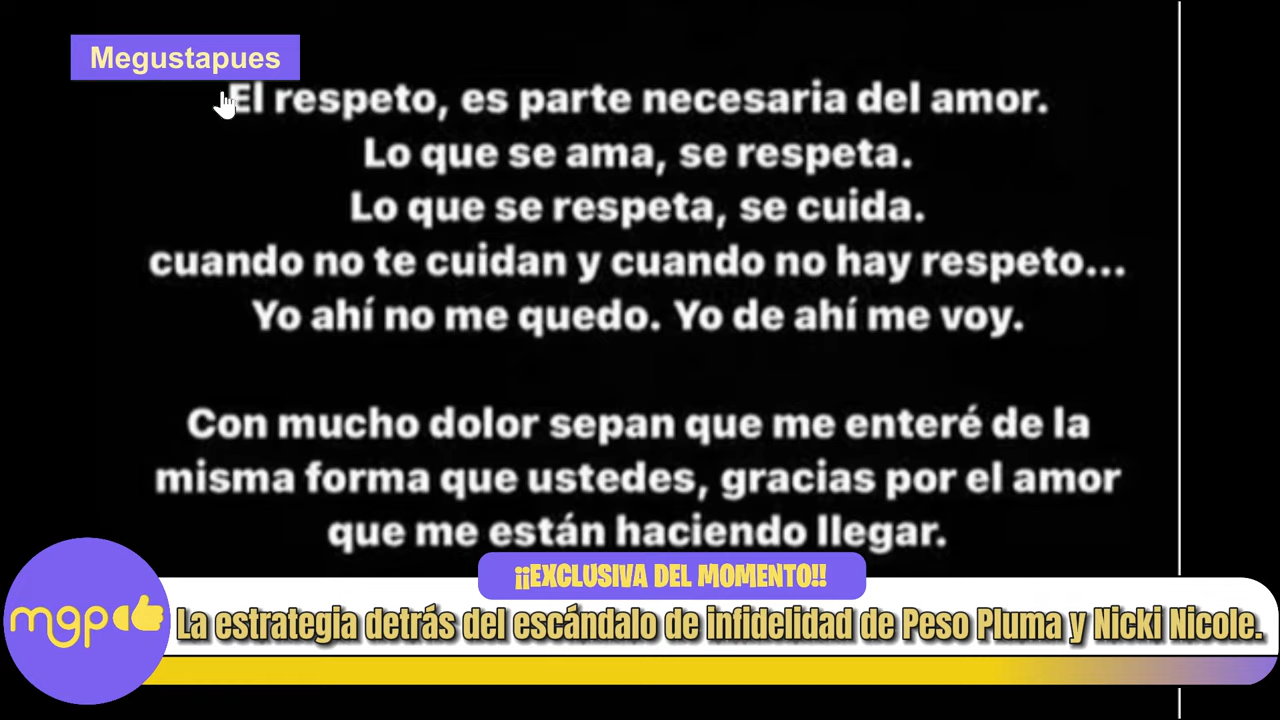 Megustapues
El respeto, es parte necesaria del amor.
Lo que se ama, se respeta.
Lo que se respeta, se cuida.
cuando no te cuidan y cuando no hay respeto...
Yo ahí no me quedo. Yo de ahí me voy.
Con mucho dolor sepan que me enteré de la
misma forma que ustedes, gracias por el amor
que me están haciendo llegar.
¡¡EXCLUSIVA DEL MOMENTO!!
mgp
La estrategia detrás del escándalo de infidelidad de Peso Pluma y Nicki Nicole.